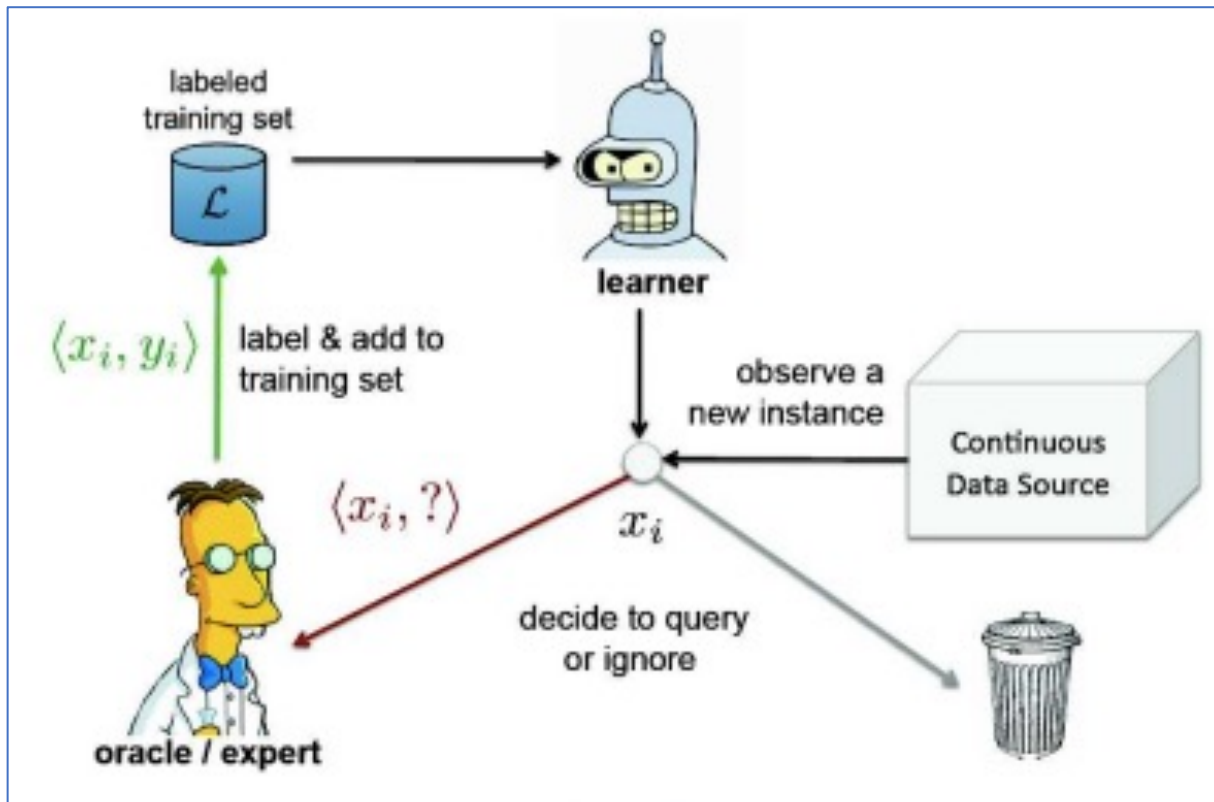 labeled
training set
ℒ
learner
⟨xᵢ, yᵢ⟩
label & add to
training set
observe a
new instance
Continuous
Data Source
⟨xᵢ, ?⟩
xᵢ
decide to query
or ignore
oracle / expert